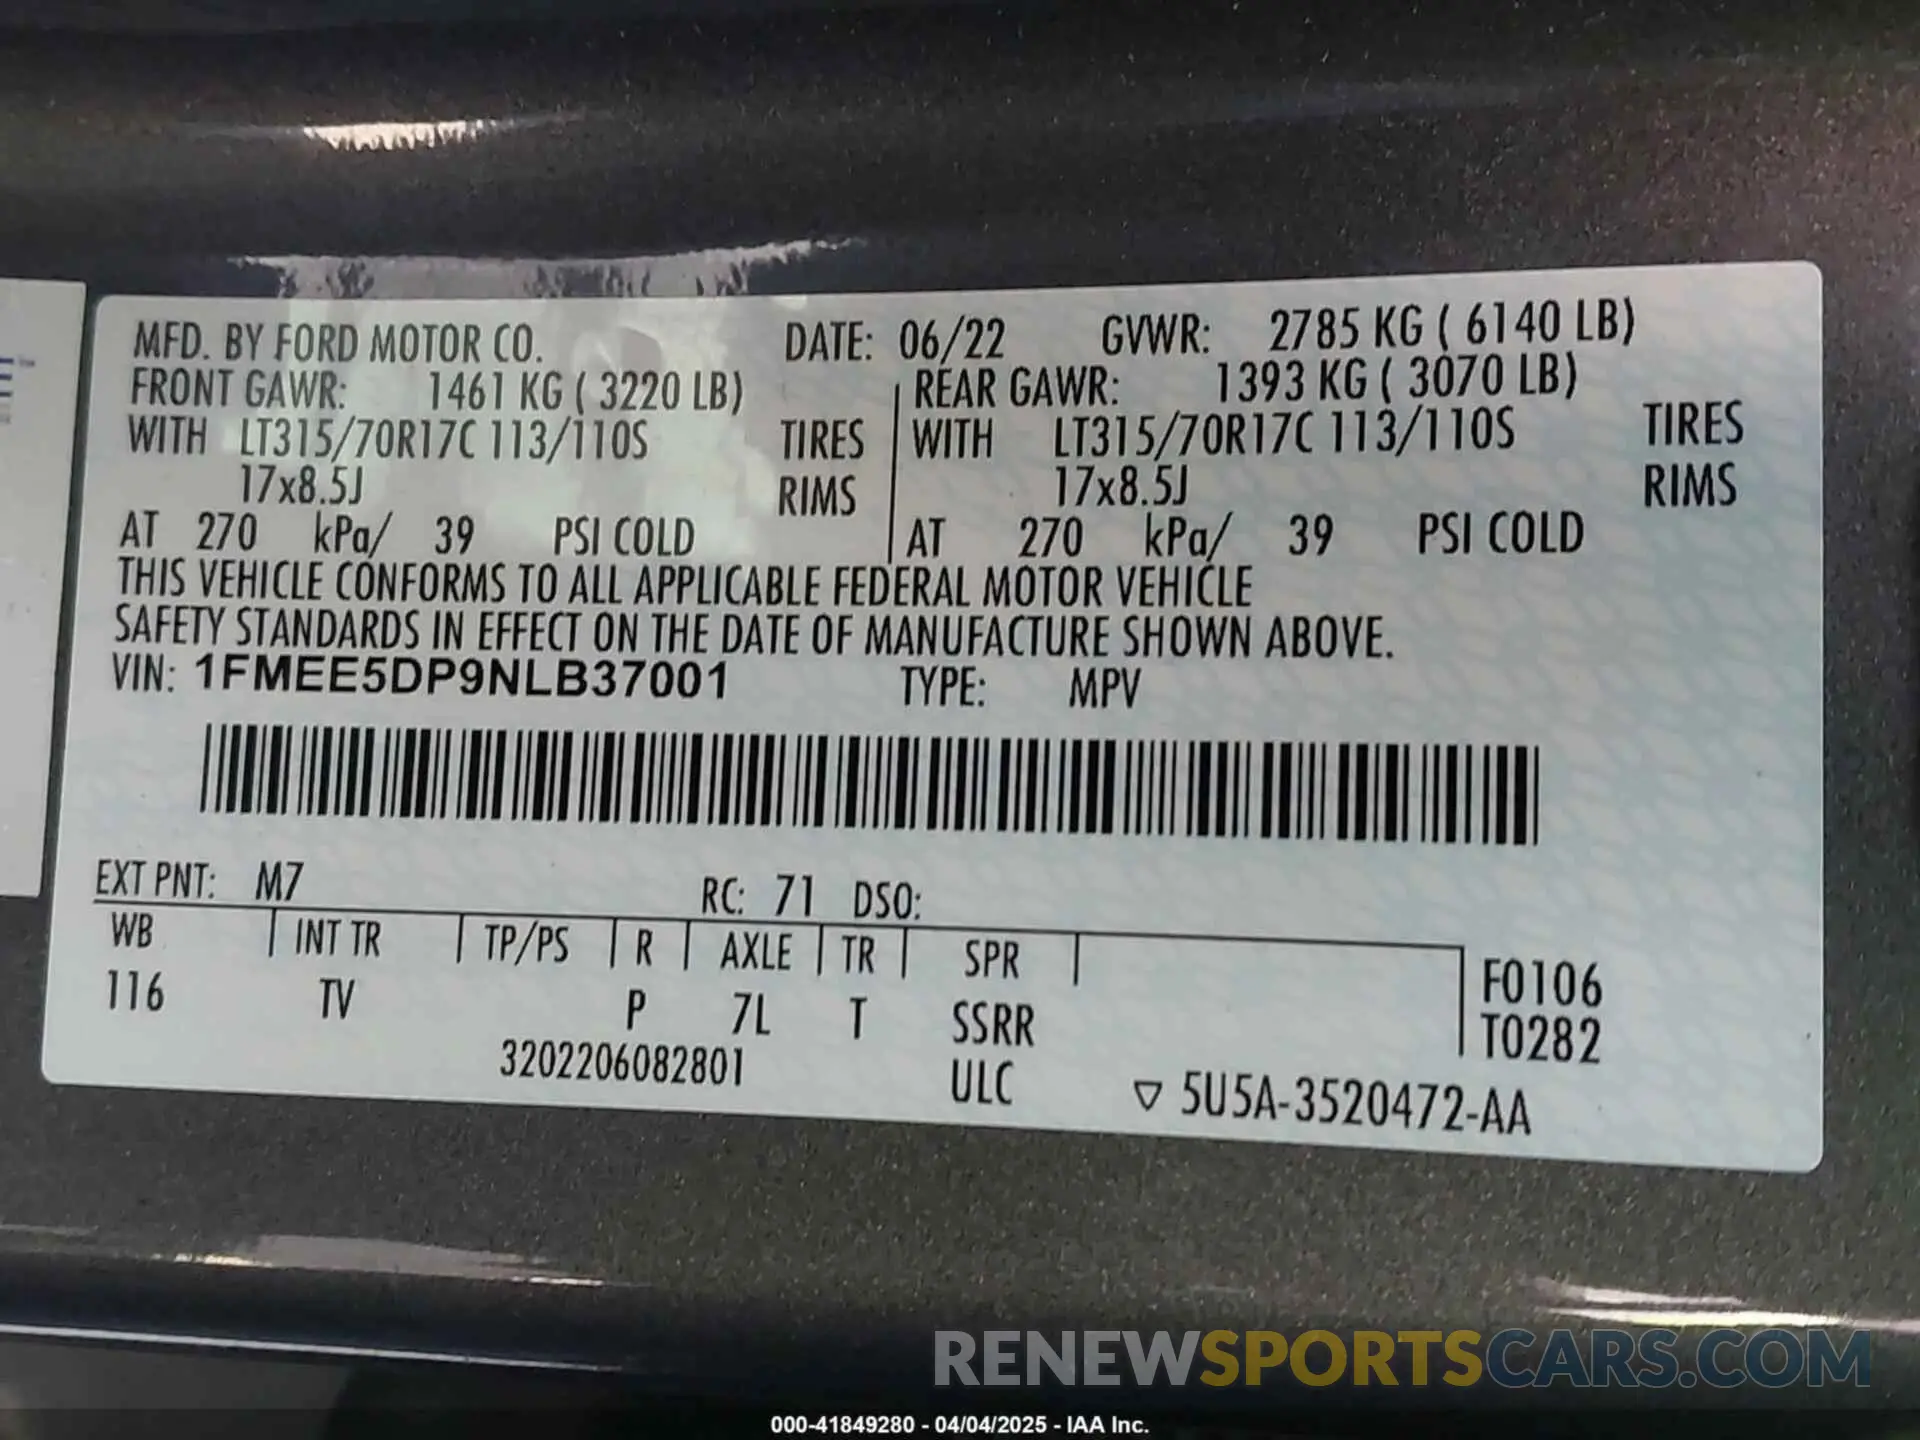 MFD. BY FORD MOTOR CO. DATE: 06/22 GVWR: 2785 KG ( 6140 LB)
FRONT GAWR: 1461 KG ( 3220 LB) REAR GAWR: 1393 KG ( 3070 LB)
WITH LT315/70R17C 113/110S TIRES WITH LT315/70R17C 113/110S TIRES
17x8.5J RIMS 17x8.5J RIMS
AT 270 kPa/ 39 PSI COLD AT 270 kPa/ 39 PSI COLD
THIS VEHICLE CONFORMS TO ALL APPLICABLE FEDERAL MOTOR VEHICLE
SAFETY STANDARDS IN EFFECT ON THE DATE OF MANUFACTURE SHOWN ABOVE.
VIN: 1FMEE5DP9NLB37001 TYPE: MPV
EXT PNT: M7 RC: 71 DSO:
WB INT TR TP/PS R AXLE TR SPR F0106
116 TV P 7L T SSRR T0282
3202206082801 ULC ▽ 5U5A-3520472-AA
RENEWSPORTSCARS.COM
000-41849280 - 04/04/2025 - IAA Inc.